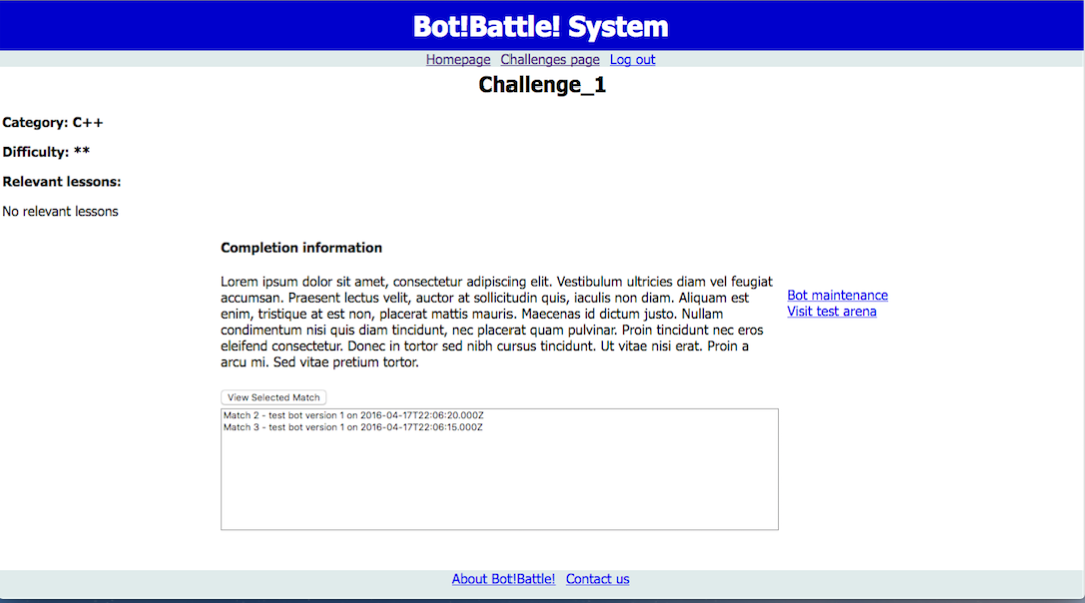 Bot!Battle! System
Homepage Challenges page Log out
Challenge_1
Category: C++
Difficulty: **
Relevant lessons:
No relevant lessons
Completion information
Lorem ipsum dolor sit amet, consectetur adipiscing elit. Vestibulum ultricies diam vel feugiat
accumsan. Praesent lectus velit, auctor at sollicitudin quis, iaculis non diam. Aliquam est
enim, tristique at est non, placerat mattis mauris. Maecenas id dictum justo. Nullam
condimentum nisi quis diam tincidunt, nec placerat quam pulvinar. Proin tincidunt nec eros
eleifend consectetur. Donec in tortor sed nibh cursus tincidunt. Ut vitae nisi erat. Proin a
arcu mi. Sed vitae pretium tortor.
Bot maintenance
Visit test arena
View Selected Match
Match 2 - test bot version 1 on 2016-04-17T22:06:20.000Z
Match 3 - test bot version 1 on 2016-04-17T22:06:15.000Z
About Bot!Battle! Contact us